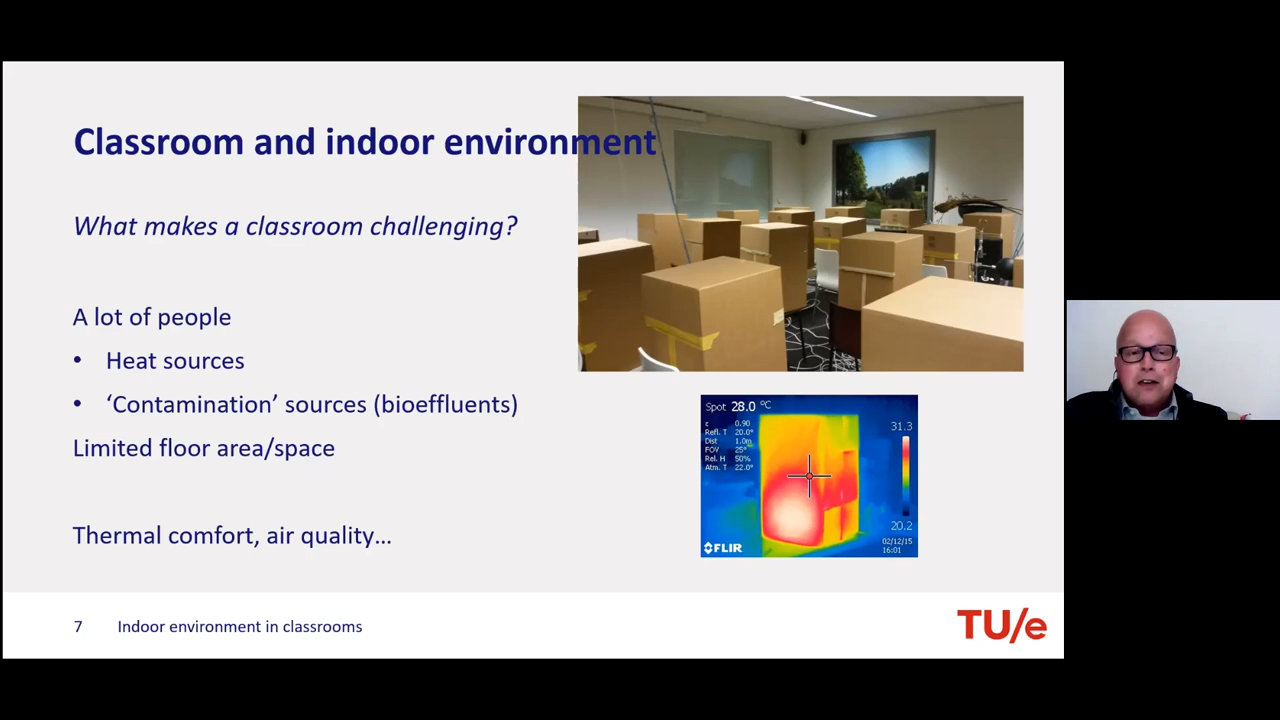 Classroom and indoor environment
What makes a classroom challenging?
A lot of people
• Heat sources
• ‘Contamination’ sources (bioeffluents)
Limited floor area/space
Thermal comfort, air quality…
Spot 28.0 °C
ε 0.90
Refl. T 20.0°
Dist 1.0m
FOV 25°
Rel. H 50%
Atm. T 22.0°
31.3
20.2
02/12/15
16:01
FLIR
7 Indoor environment in classrooms
TU/e